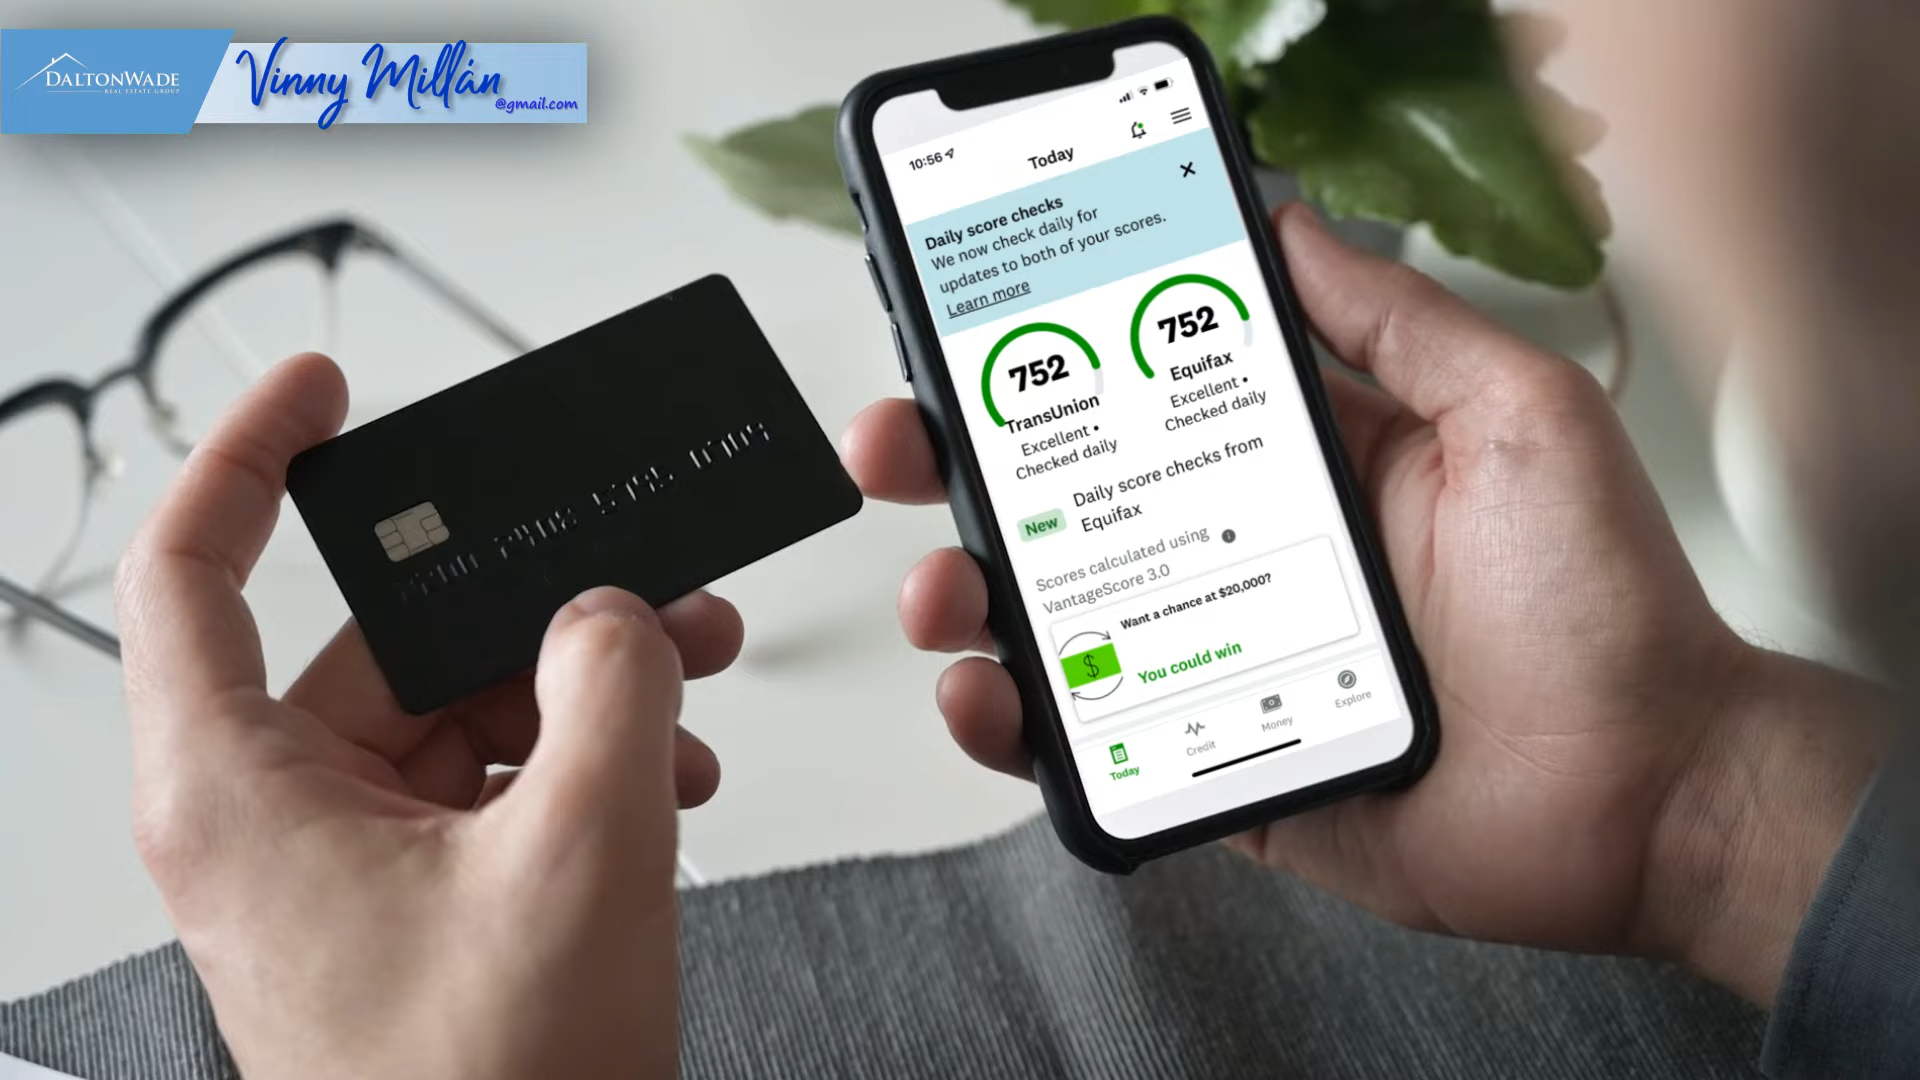 DALTONWADE
REAL ESTATE GROUP
Vinny Millán
@gmail.com
10:56
Today
Daily score checks
We now check daily for
updates to both of your scores.
Learn more
752
TransUnion
Excellent •
Checked daily
752
Equifax
Excellent •
Checked daily
New
Daily score checks from
Equifax
Scores calculated using
VantageScore 3.0
Want a chance at $20,000?
$
You could win
Today
Credit
Money
Explore